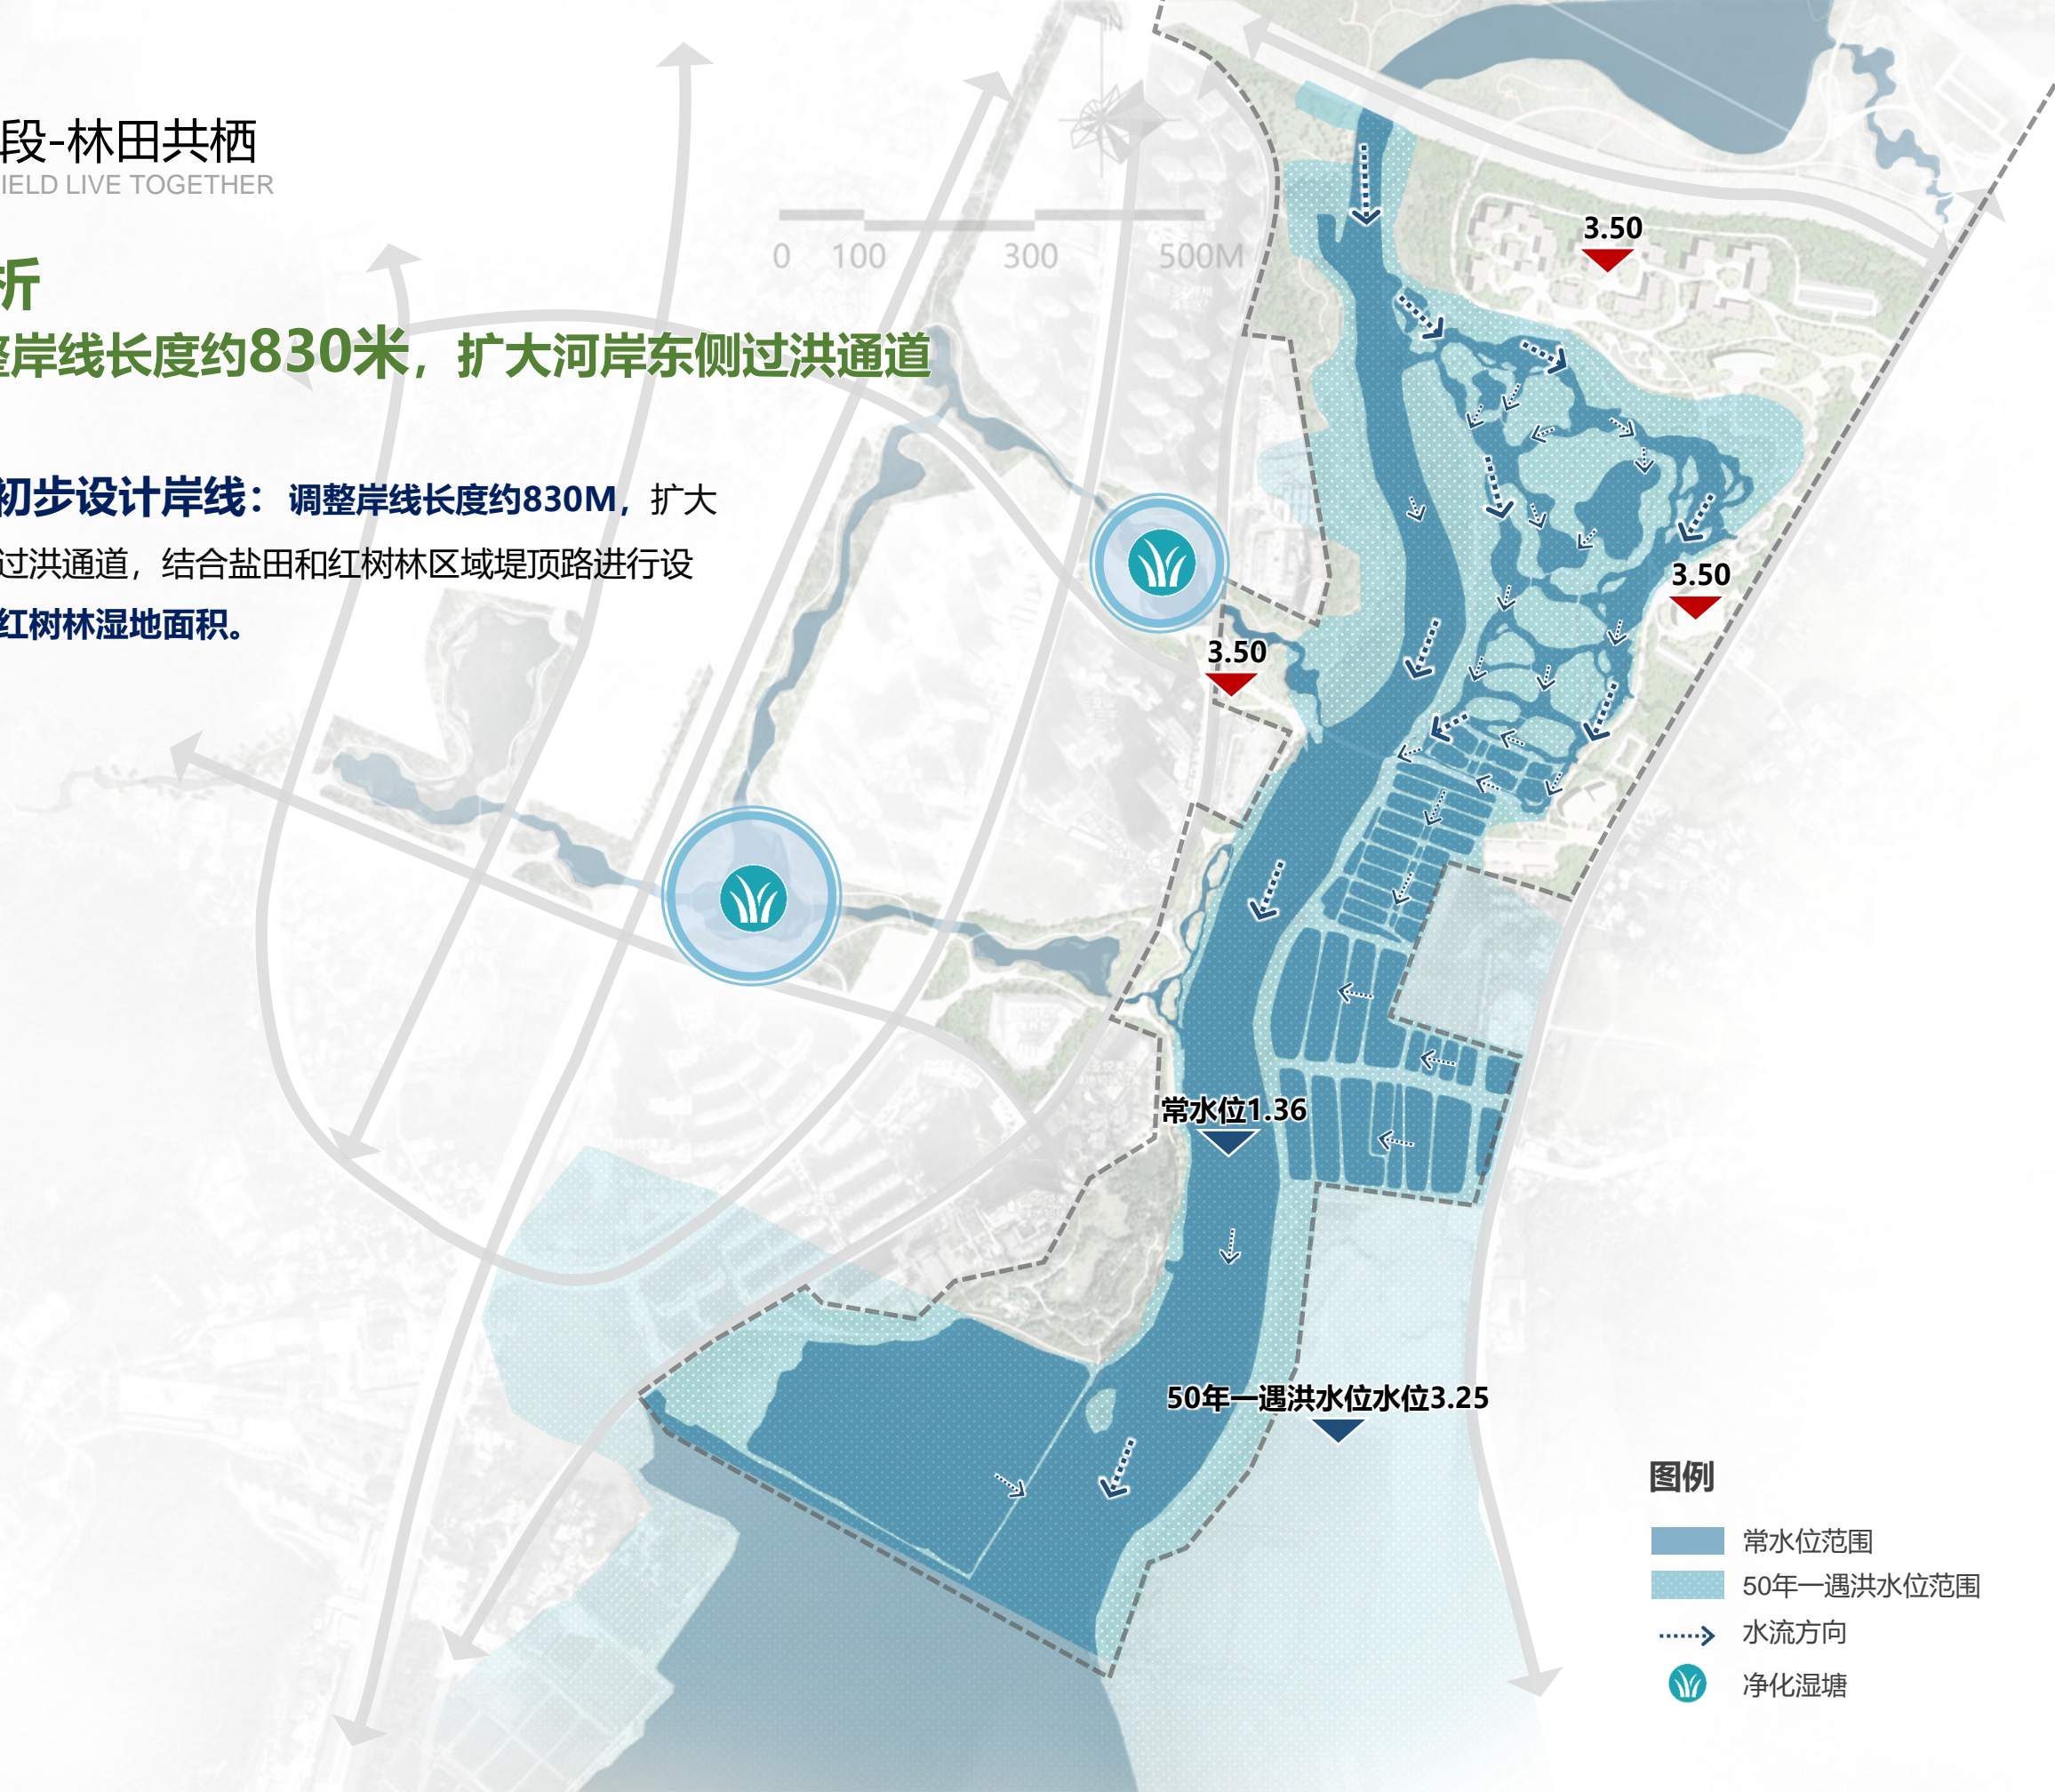 段-林田共栖
IELD LIVE TOGETHER
析
整岸线长度约830米，扩大河岸东侧过洪通道
初步设计岸线：调整岸线长度约830M，扩大
过洪通道，结合盐田和红树林区域堤顶路进行设
红树林湿地面积。
N
0 100 300 500M
3.50
3.50
3.50
常水位1.36
50年一遇洪水位水位3.25
图例
常水位范围
50年一遇洪水位范围
水流方向
净化湿塘